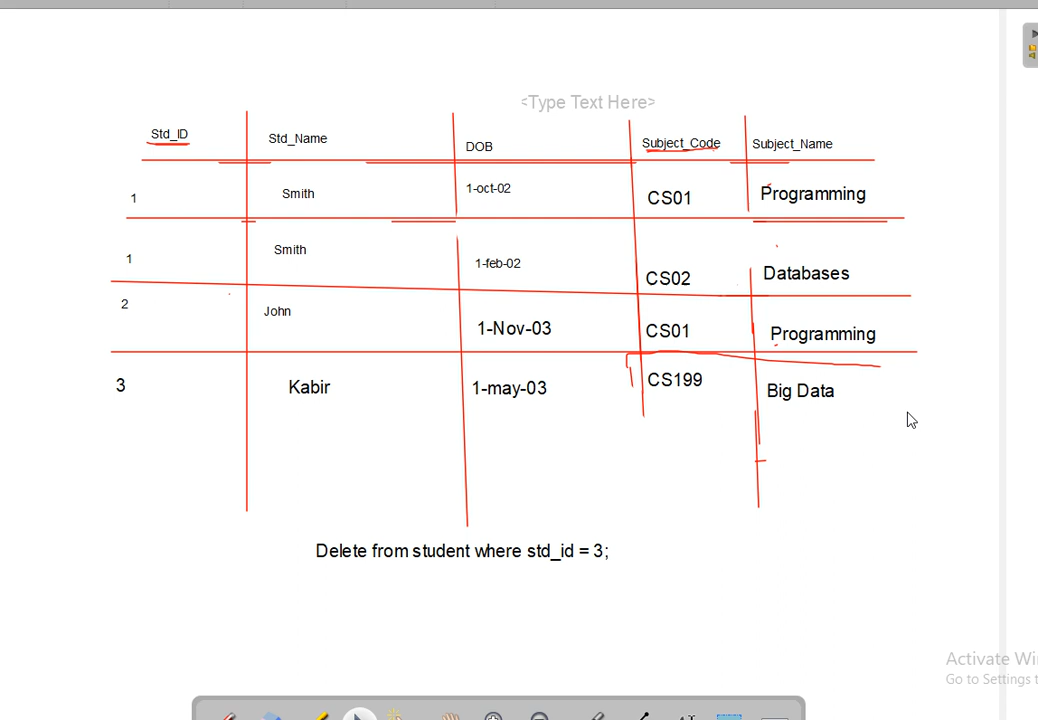 <Type Text Here>
Std_ID Std_Name DOB Subject_Code Subject_Name
1 Smith 1-oct-02 CS01 Programming
1 Smith 1-feb-02 CS02 Databases
2 John 1-Nov-03 CS01 Programming
3 Kabir 1-may-03 CS199 Big Data
Delete from student where std_id = 3;
Activate Wi
Go to Settings t